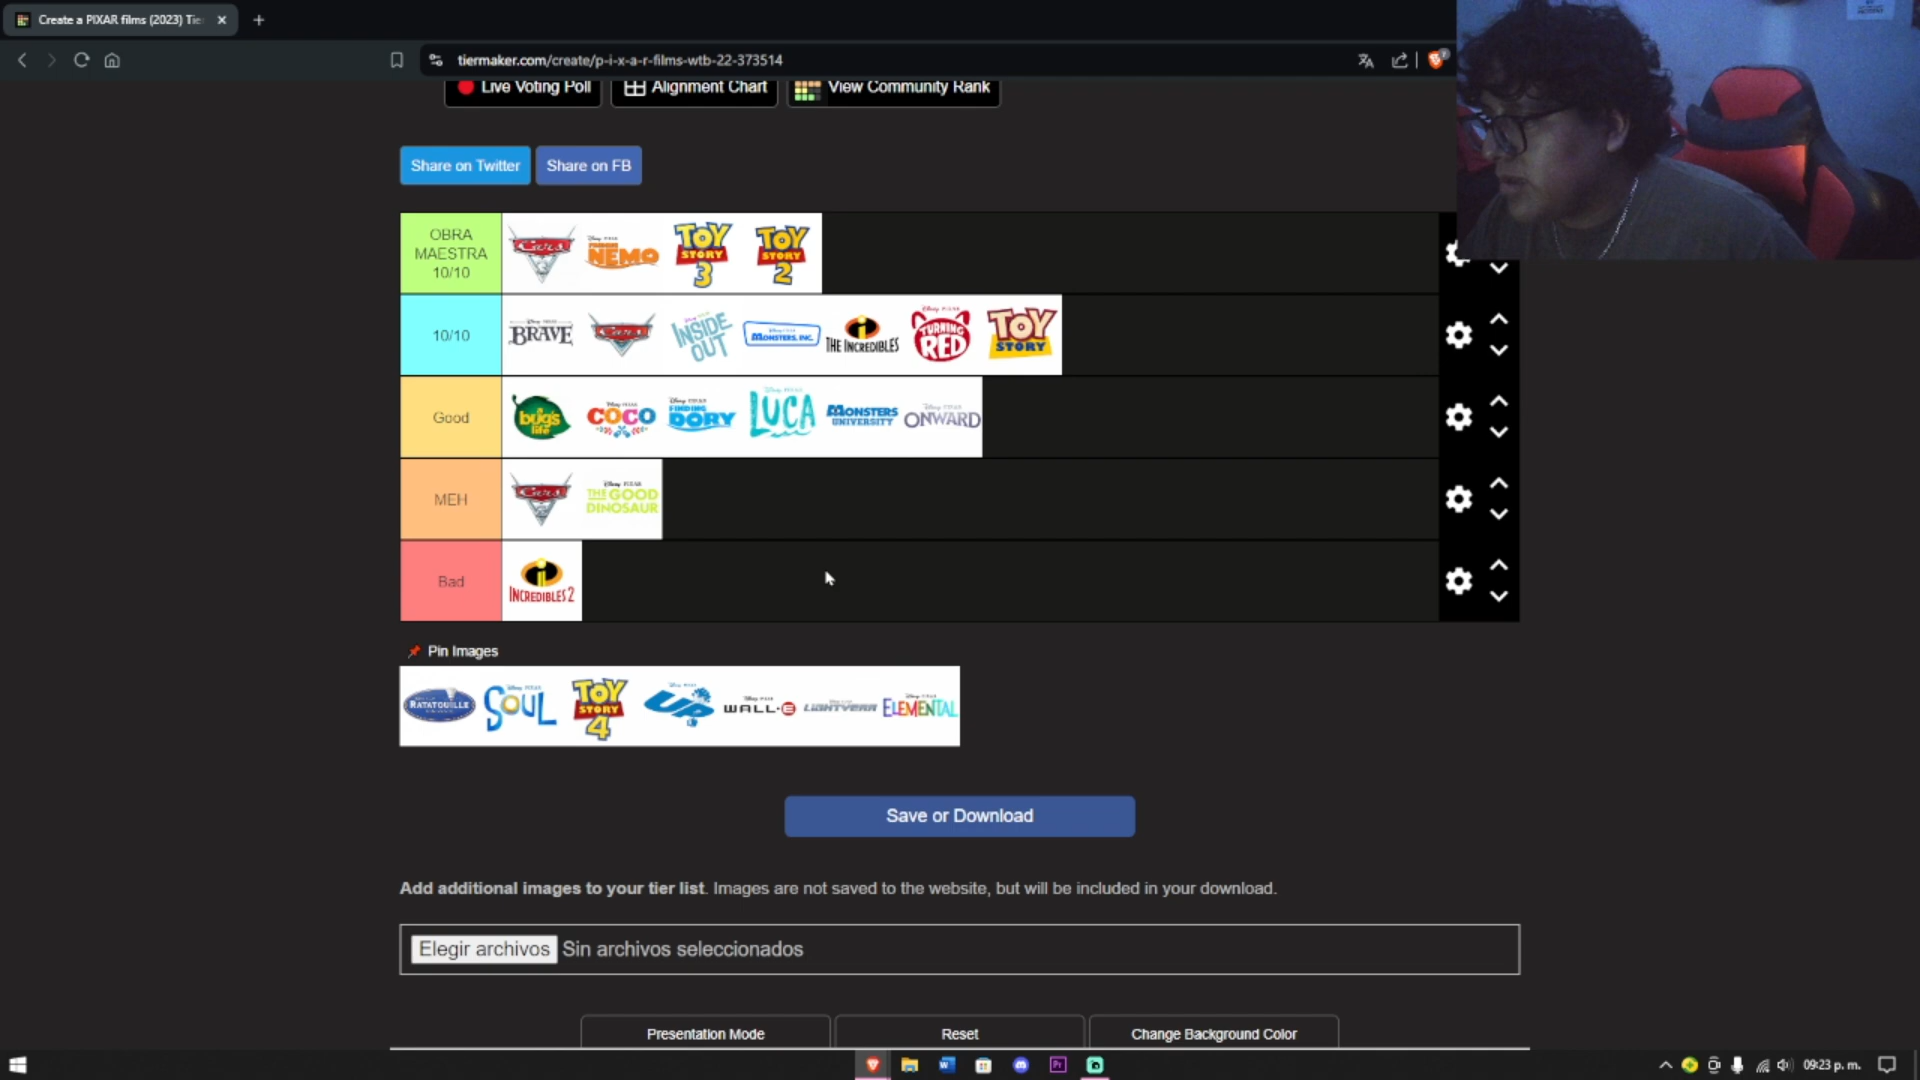 Create a PIXAR films (2023) Tie
tiermaker.com/create/p-i-x-a-r-films-wtb-22-373514
Live Voting Poll
Alignment Chart
View Community Rank
Share on Twitter
Share on FB
OBRA
MAESTRA
10/10
Cars
3
FINDING
NEMO
TOY
STORY
3
TOY
STORY
2
10/10
BRAVE
Cars
INSIDE
OUT
MONSTERS, INC.
THE INCREDIBLES
TURNING
RED
TOY
STORY
Good
a bug's
life
COCO
FINDING
DORY
LUCA
MONSTERS
UNIVERSITY
ONWARD
MEH
Cars
2
THE GOOD
DINOSAUR
Bad
INCREDIBLES 2
Pin Images
RATATOUILLE
SOUL
TOY
STORY
4
UP
WALL·E
LIGHTYEAR
ELEMENTAL
Save or Download
Add additional images to your tier list. Images are not saved to the website, but will be included in your download.
Elegir archivos Sin archivos seleccionados
Presentation Mode
Reset
Change Background Color
09:23 p. m.